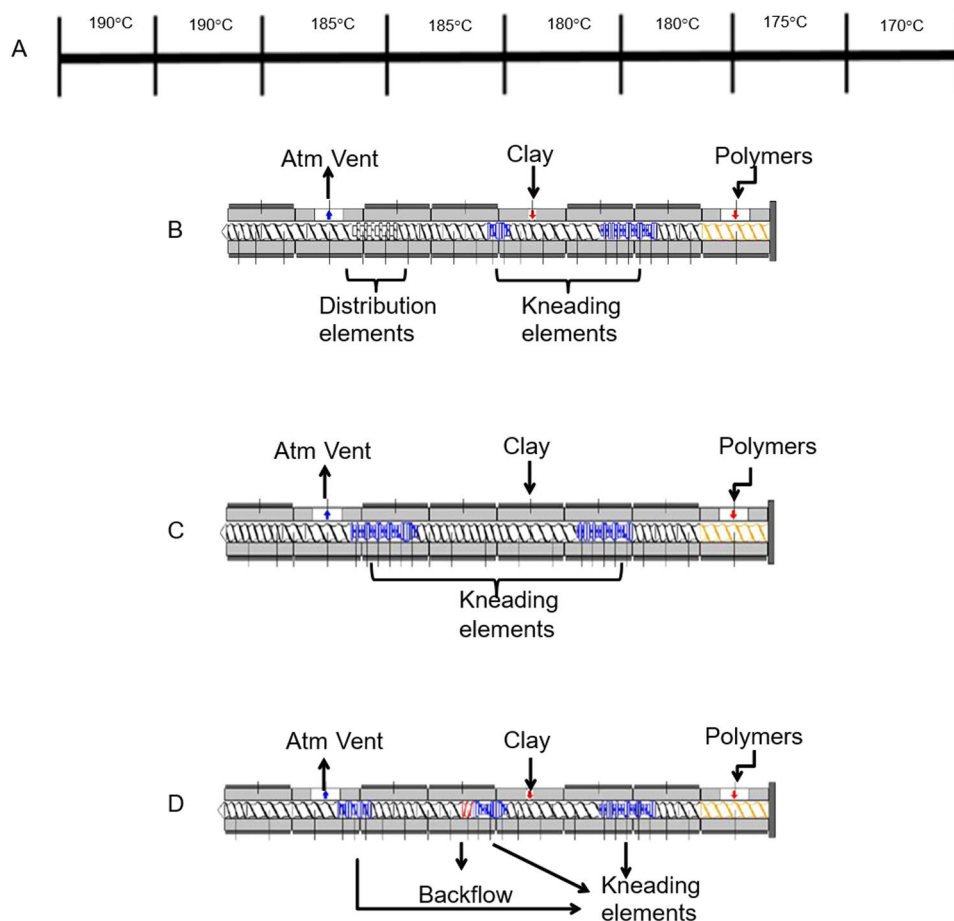 190°C 190°C 185°C 185°C 180°C 180°C 175°C 170°C
A
Atm Vent Clay Polymers
B
Distribution elements
Kneading elements
Atm Vent Clay Polymers
C
Kneading elements
Atm Vent Clay Polymers
D
Backflow
Kneading elements